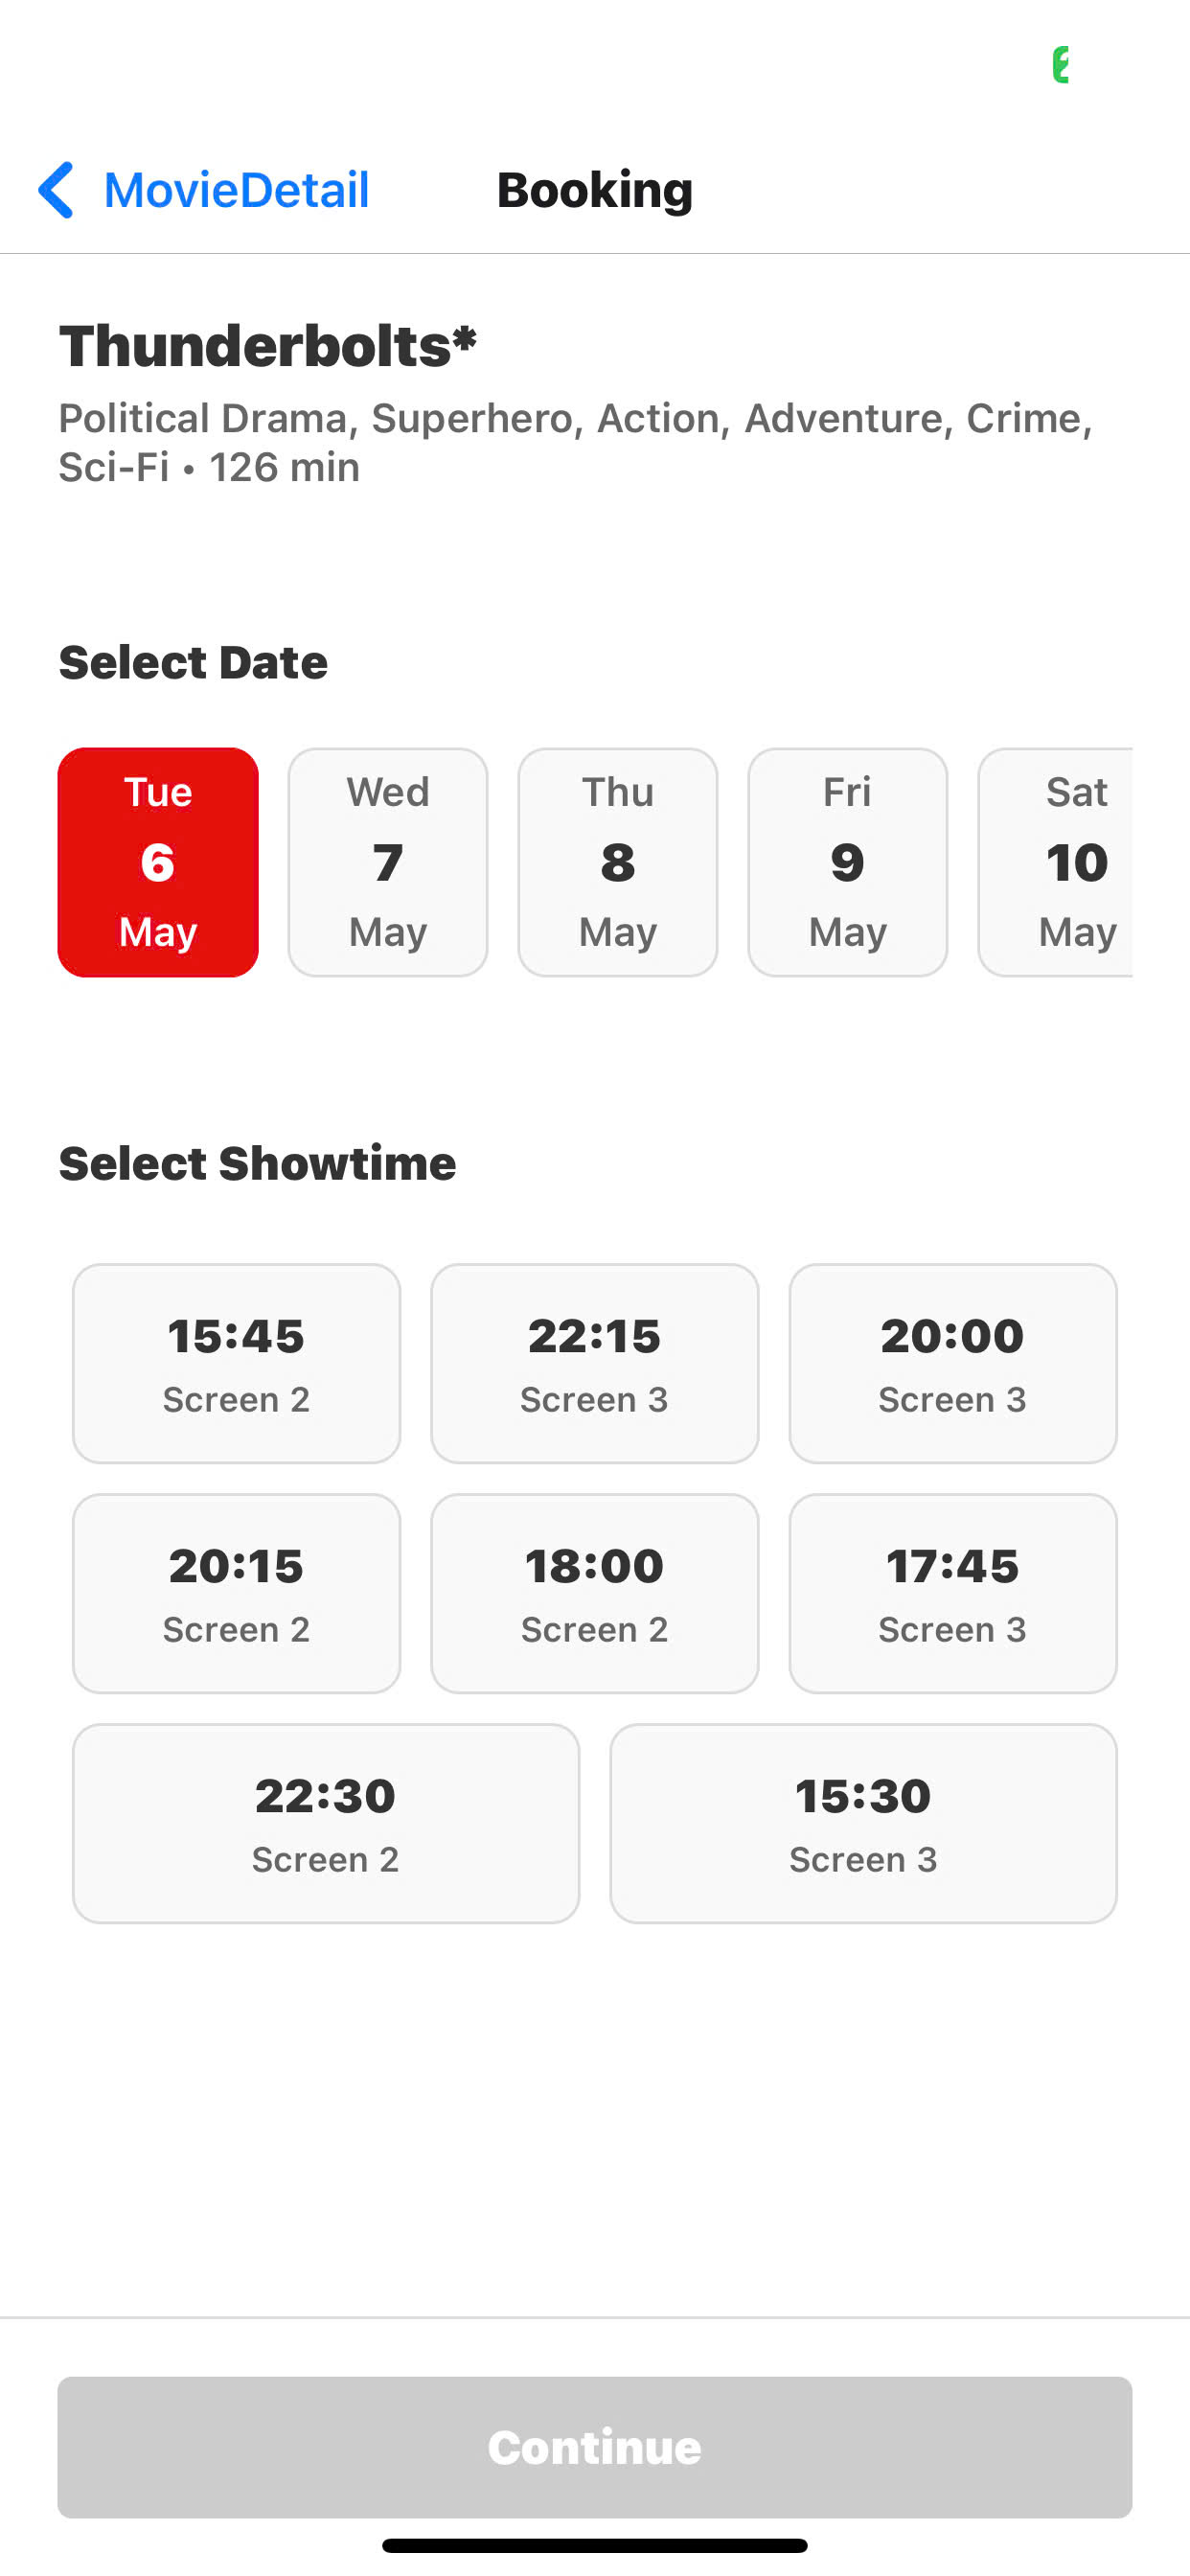 MovieDetail
Booking
Thunderbolts*
Political Drama, Superhero, Action, Adventure, Crime,
Sci-Fi • 126 min
Select Date
Tue
6
May
Wed
7
May
Thu
8
May
Fri
9
May
Sat
10
May
Select Showtime
15:45
Screen 2
22:15
Screen 3
20:00
Screen 3
20:15
Screen 2
18:00
Screen 2
17:45
Screen 3
22:30
Screen 2
15:30
Screen 3
Continue